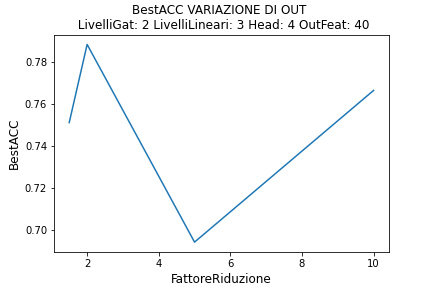 BestACC VARIAZIONE DI OUT
LivelliGat: 2 LivelliLineari: 3 Head: 4 OutFeat: 40
0.78
0.76
0.74
0.72
0.70
BestACC
2
4
6
8
10
FattoreRiduzione